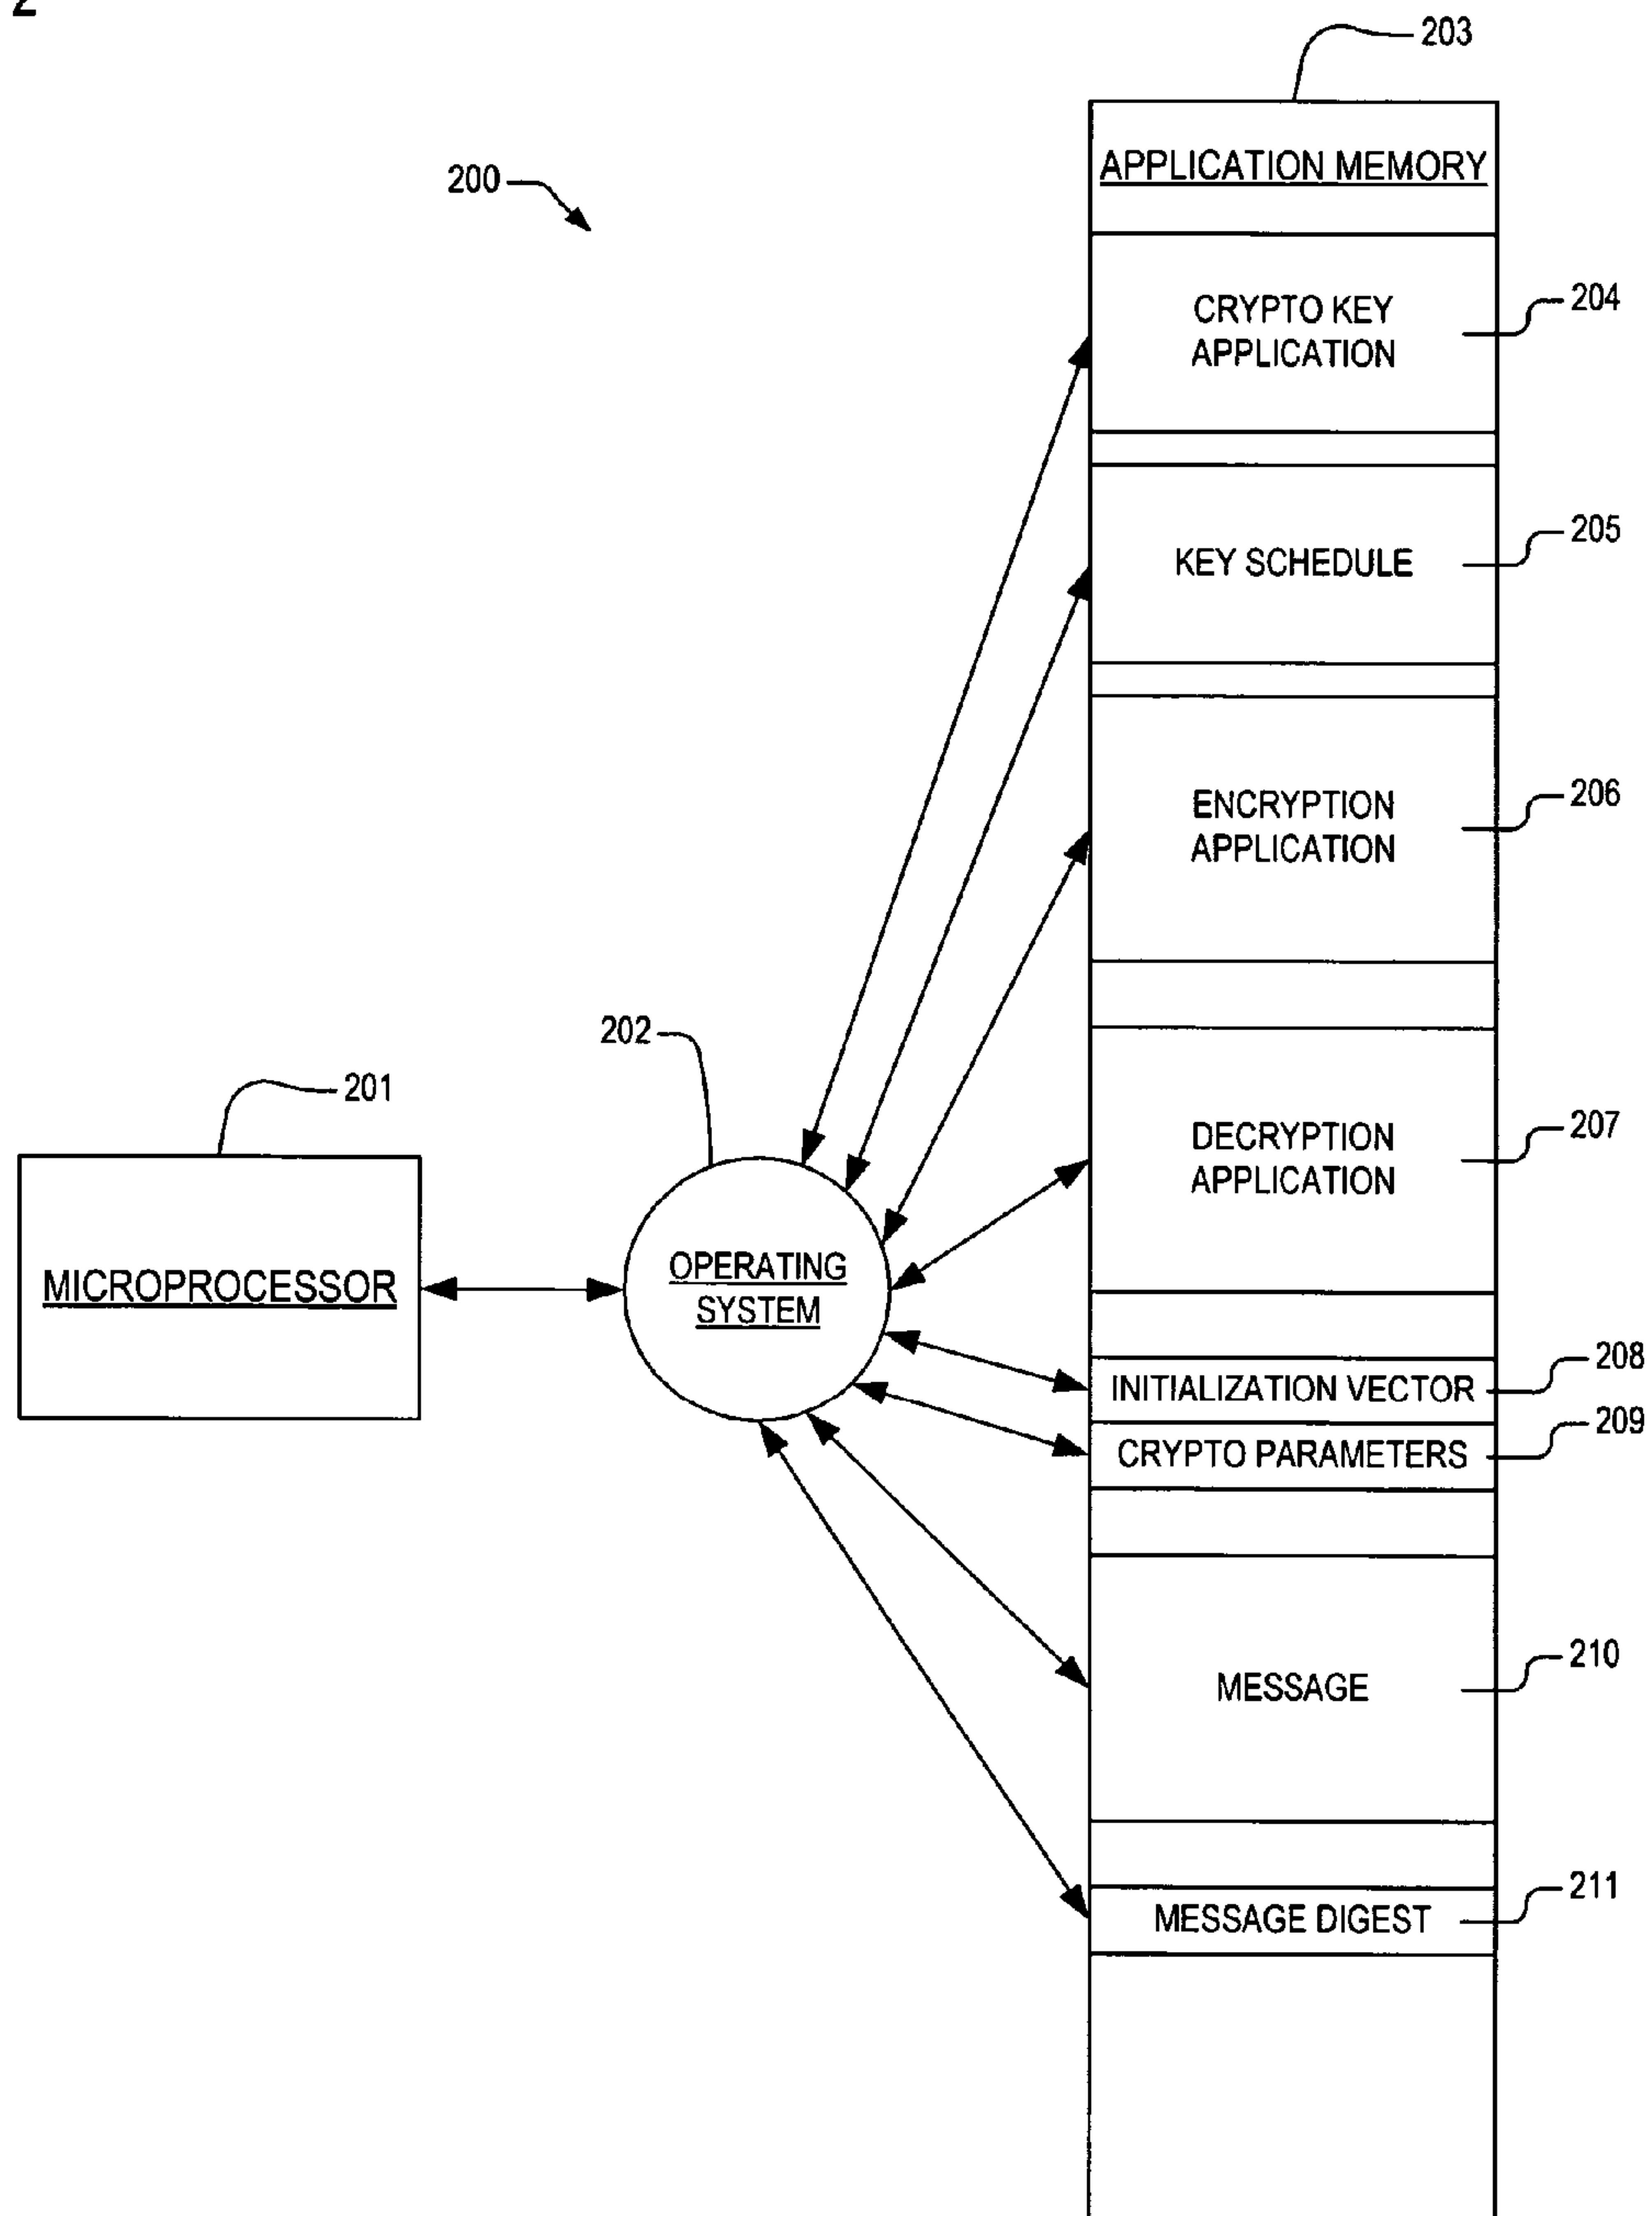 2
203
APPLICATION MEMORY
200
204
CRYPTO KEY
APPLICATION
205
KEY SCHEDULE
206
ENCRYPTION
APPLICATION
202
201
207
DECRYPTION
APPLICATION
MICROPROCESSOR
OPERATING
SYSTEM
208
INITIALIZATION VECTOR
209
CRYPTO PARAMETERS
210
MESSAGE
211
MESSAGE DIGEST